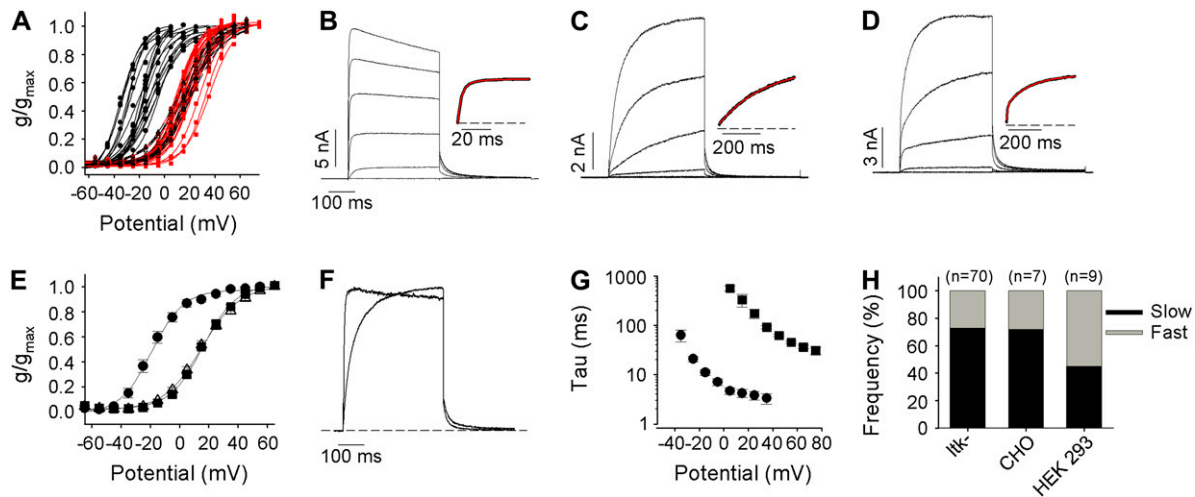 A
g/gmax
1.0
0.8
0.6
0.4
0.2
0.0
-60 -40 -20 0 20 40 60
Potential (mV)
B
5 nA
100 ms
20 ms
C
2 nA
200 ms
D
3 nA
200 ms
E
g/gmax
1.0
0.8
0.6
0.4
0.2
0.0
-60 -40 -20 0 20 40 60
Potential (mV)
F
100 ms
G
Tau (ms)
1000
100
10
1
-40 -20 0 20 40 60 80
Potential (mV)
H
Frequency (%)
(n=70) (n=7) (n=9)
100
80
60
40
20
0
ltk- CHO HEK 293
Slow
Fast